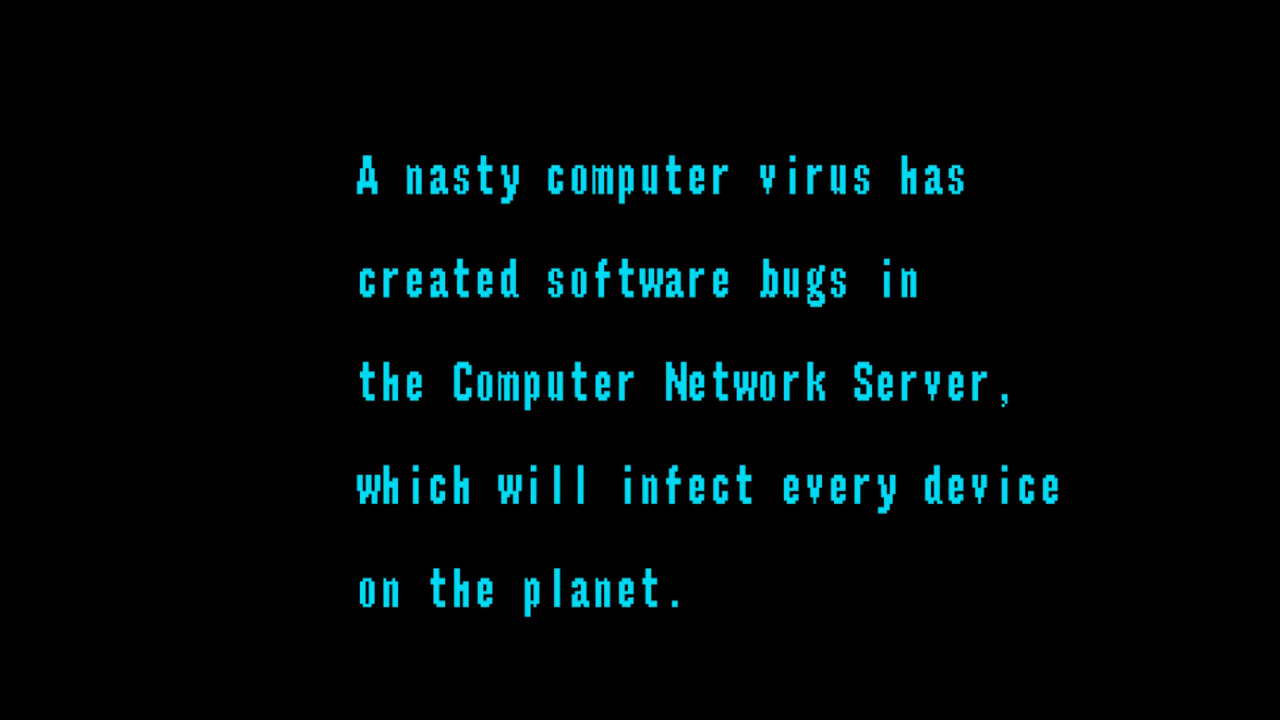 A nasty computer virus has
created software bugs in
the Computer Network Server,
which will infect every device
on the planet.